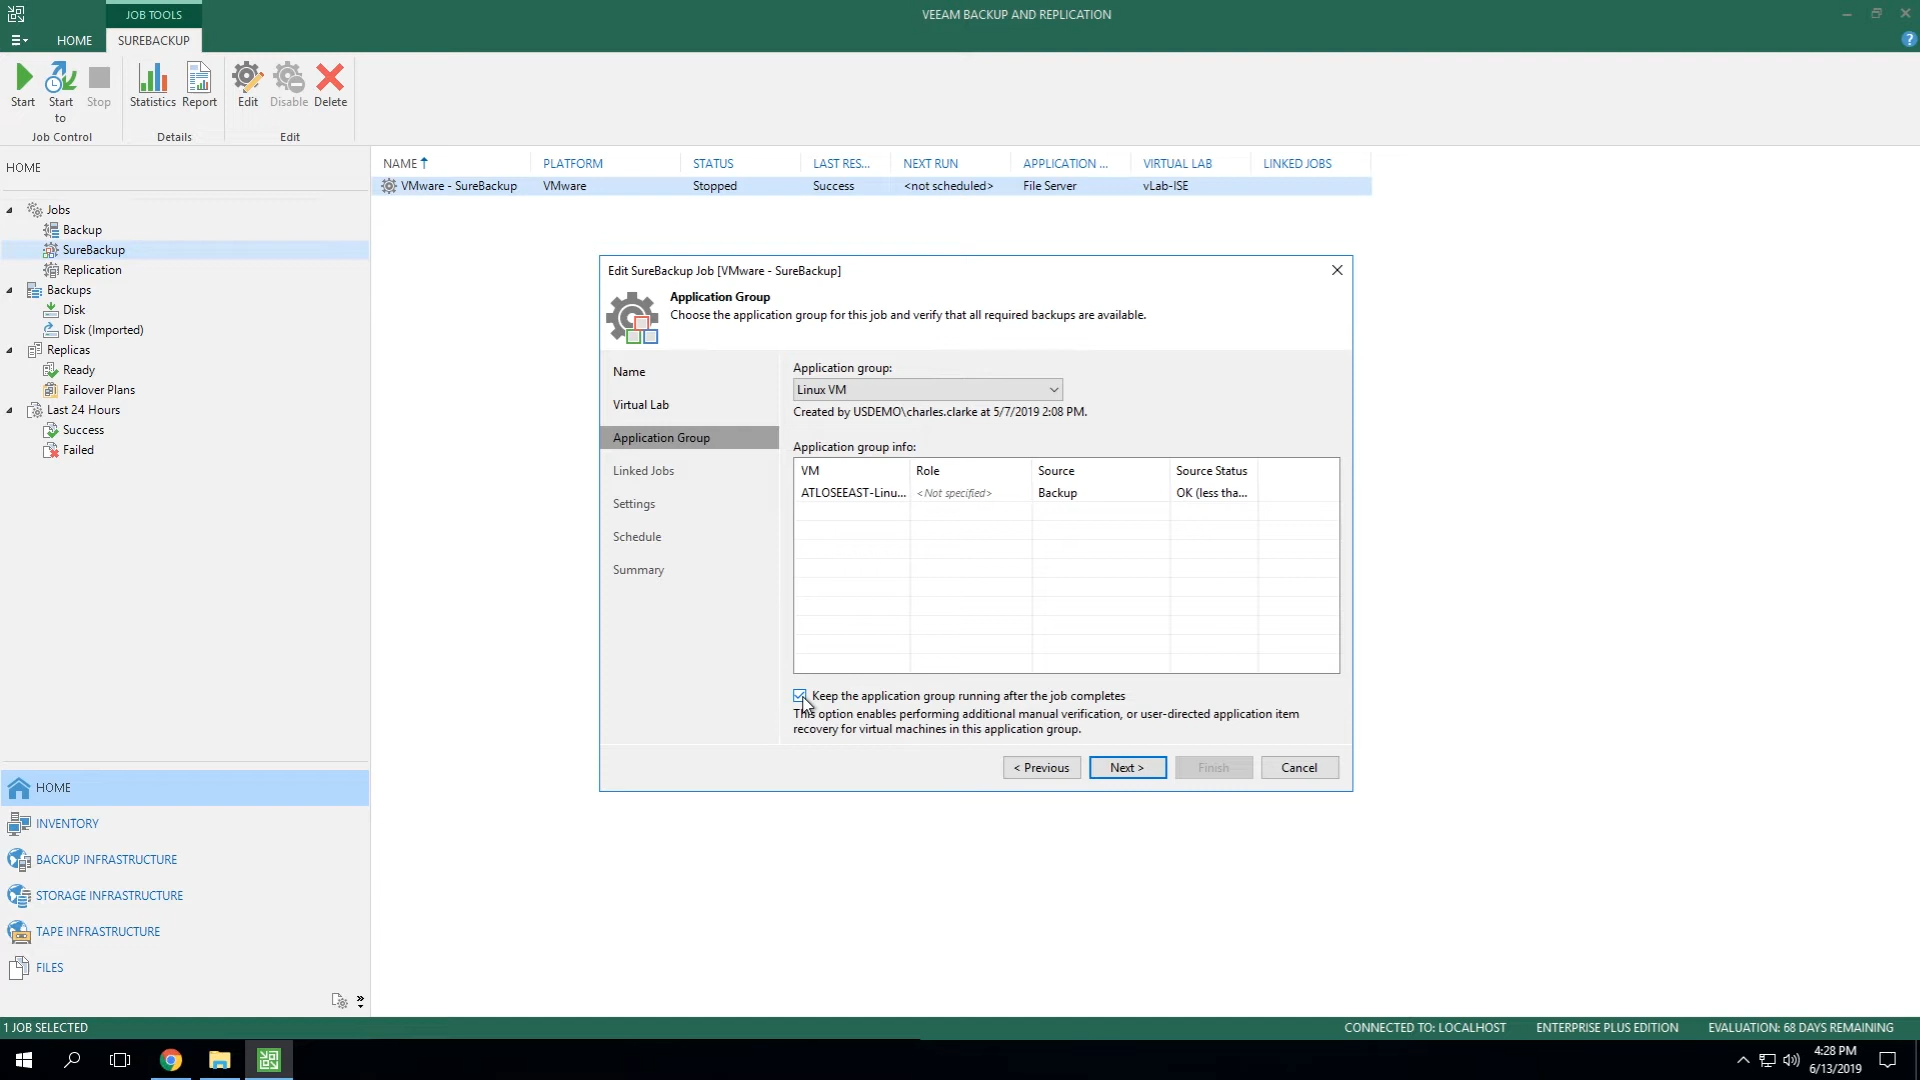 JOB TOOLS
VEEAM BACKUP AND REPLICATION
HOME
SUREBACKUP
Start
Start to
Stop
Statistics
Report
Edit
Disable
Delete
Job Control
Details
Edit
HOME
Jobs
Backup
SureBackup
Replication
Backups
Disk
Disk (Imported)
Replicas
Ready
Failover Plans
Last 24 Hours
Success
Failed
HOME
INVENTORY
BACKUP INFRASTRUCTURE
STORAGE INFRASTRUCTURE
TAPE INFRASTRUCTURE
FILES
NAME PLATFORM STATUS LAST RES... NEXT RUN APPLICATION ... VIRTUAL LAB LINKED JOBS
VMware - SureBackup VMware Stopped Success <not scheduled> File Server vLab-ISE
Edit SureBackup Job [VMware - SureBackup]
Application Group
Choose the application group for this job and verify that all required backups are available.
Name
Virtual Lab
Application Group
Linked Jobs
Settings
Schedule
Summary
Application group:
Linux VM
Created by USDEMO\charles.clarke at 5/7/2019 2:08 PM.
Application group info:
VM Role Source Source Status
ATLOSEEAST-Linu... <Not specified> Backup OK (less tha...
Keep the application group running after the job completes
This option enables performing additional manual verification, or user-directed application item
recovery for virtual machines in this application group.
< Previous
Next >
Finish
Cancel
1 JOB SELECTED
CONNECTED TO: LOCALHOST
ENTERPRISE PLUS EDITION
EVALUATION: 68 DAYS REMAINING
4:28 PM
6/13/2019